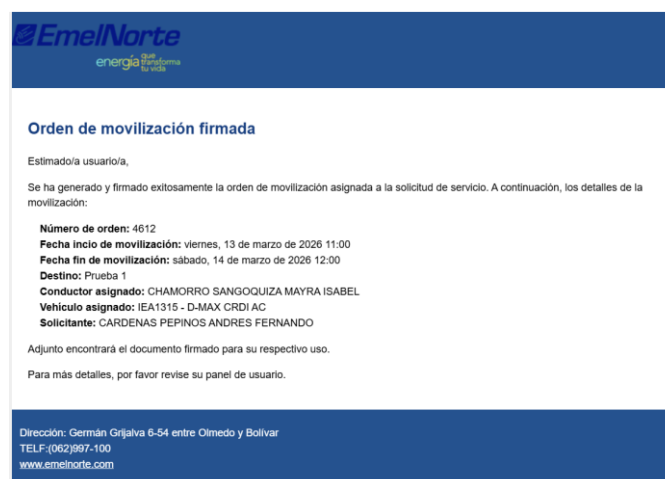 EmelNorte
energía que transforma tu vida
Orden de movilización firmada
Estimado/a usuario/a,
Se ha generado y firmado exitosamente la orden de movilización asignada a la solicitud de servicio. A continuación, los detalles de la
movilización:
Número de orden: 4612
Fecha incio de movilización: viernes, 13 de marzo de 2026 11:00
Fecha fin de movilización: sábado, 14 de marzo de 2026 12:00
Destino: Prueba 1
Conductor asignado: CHAMORRO SANGOQUIZA MAYRA ISABEL
Vehículo asignado: IEA1315 - D-MAX CRDI AC
Solicitante: CARDENAS PEPINOS ANDRES FERNANDO
Adjunto encontrará el documento firmado para su respectivo uso.
Para más detalles, por favor revise su panel de usuario.
Dirección: Germán Grijalva 6-54 entre Olmedo y Bolívar
TELF:(062)997-100
www.emelnorte.com